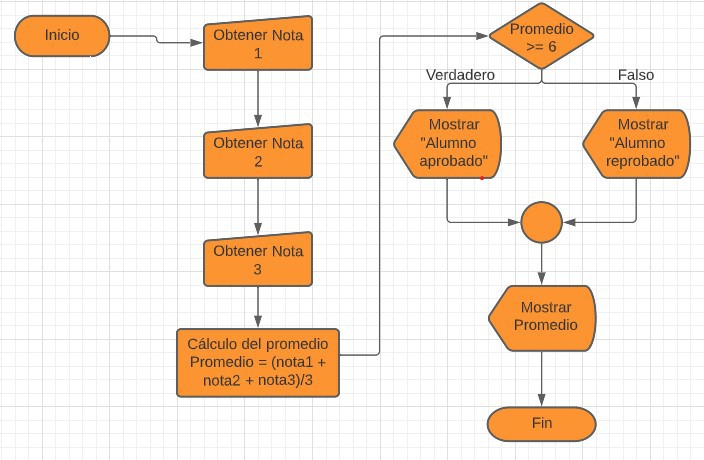 Inicio
Obtener Nota
1
Obtener Nota
2
Obtener Nota
3
Cálculo del promedio
Promedio = (nota1 +
nota2 + nota3)/3
Promedio
>= 6
Verdadero
Falso
Mostrar
"Alumno
aprobado"
Mostrar
"Alumno
reprobado"
Mostrar
Promedio
Fin